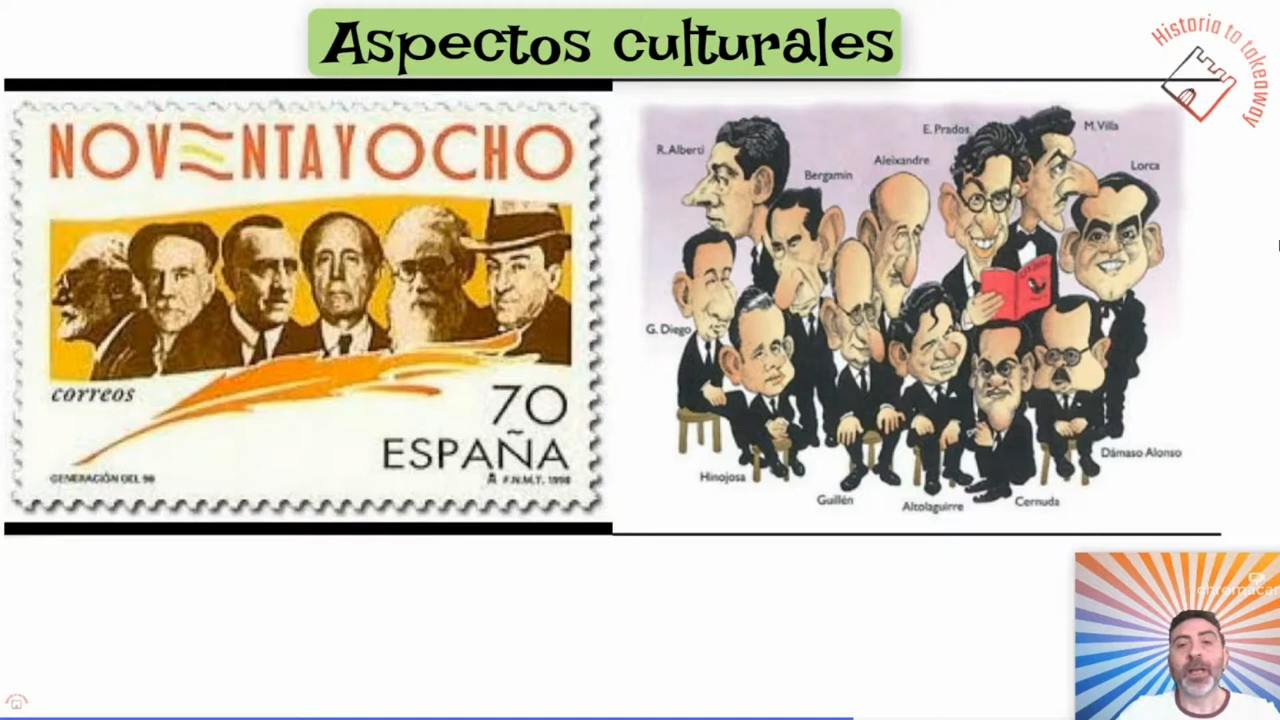 Aspectos culturales
Historia to takeaway
NOVENTAYOCHO
correos
70
ESPAÑA
GENERACIÓN DEL 98
F.N.M.T. 1998
R. Alberti
Bergamin
Aleixandre
E. Prados
M. Villa
Lorca
G. Diego
Hinojosa
Guillén
Altolaguirre
Cernuda
Dámaso Alonso